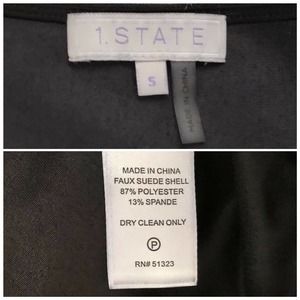 1.STATE
S
MADE IN CHINA
MADE IN CHINA
FAUX SUEDE SHELL
87% POLYESTER
13% SPANDE
DRY CLEAN ONLY
P
RN# 51323